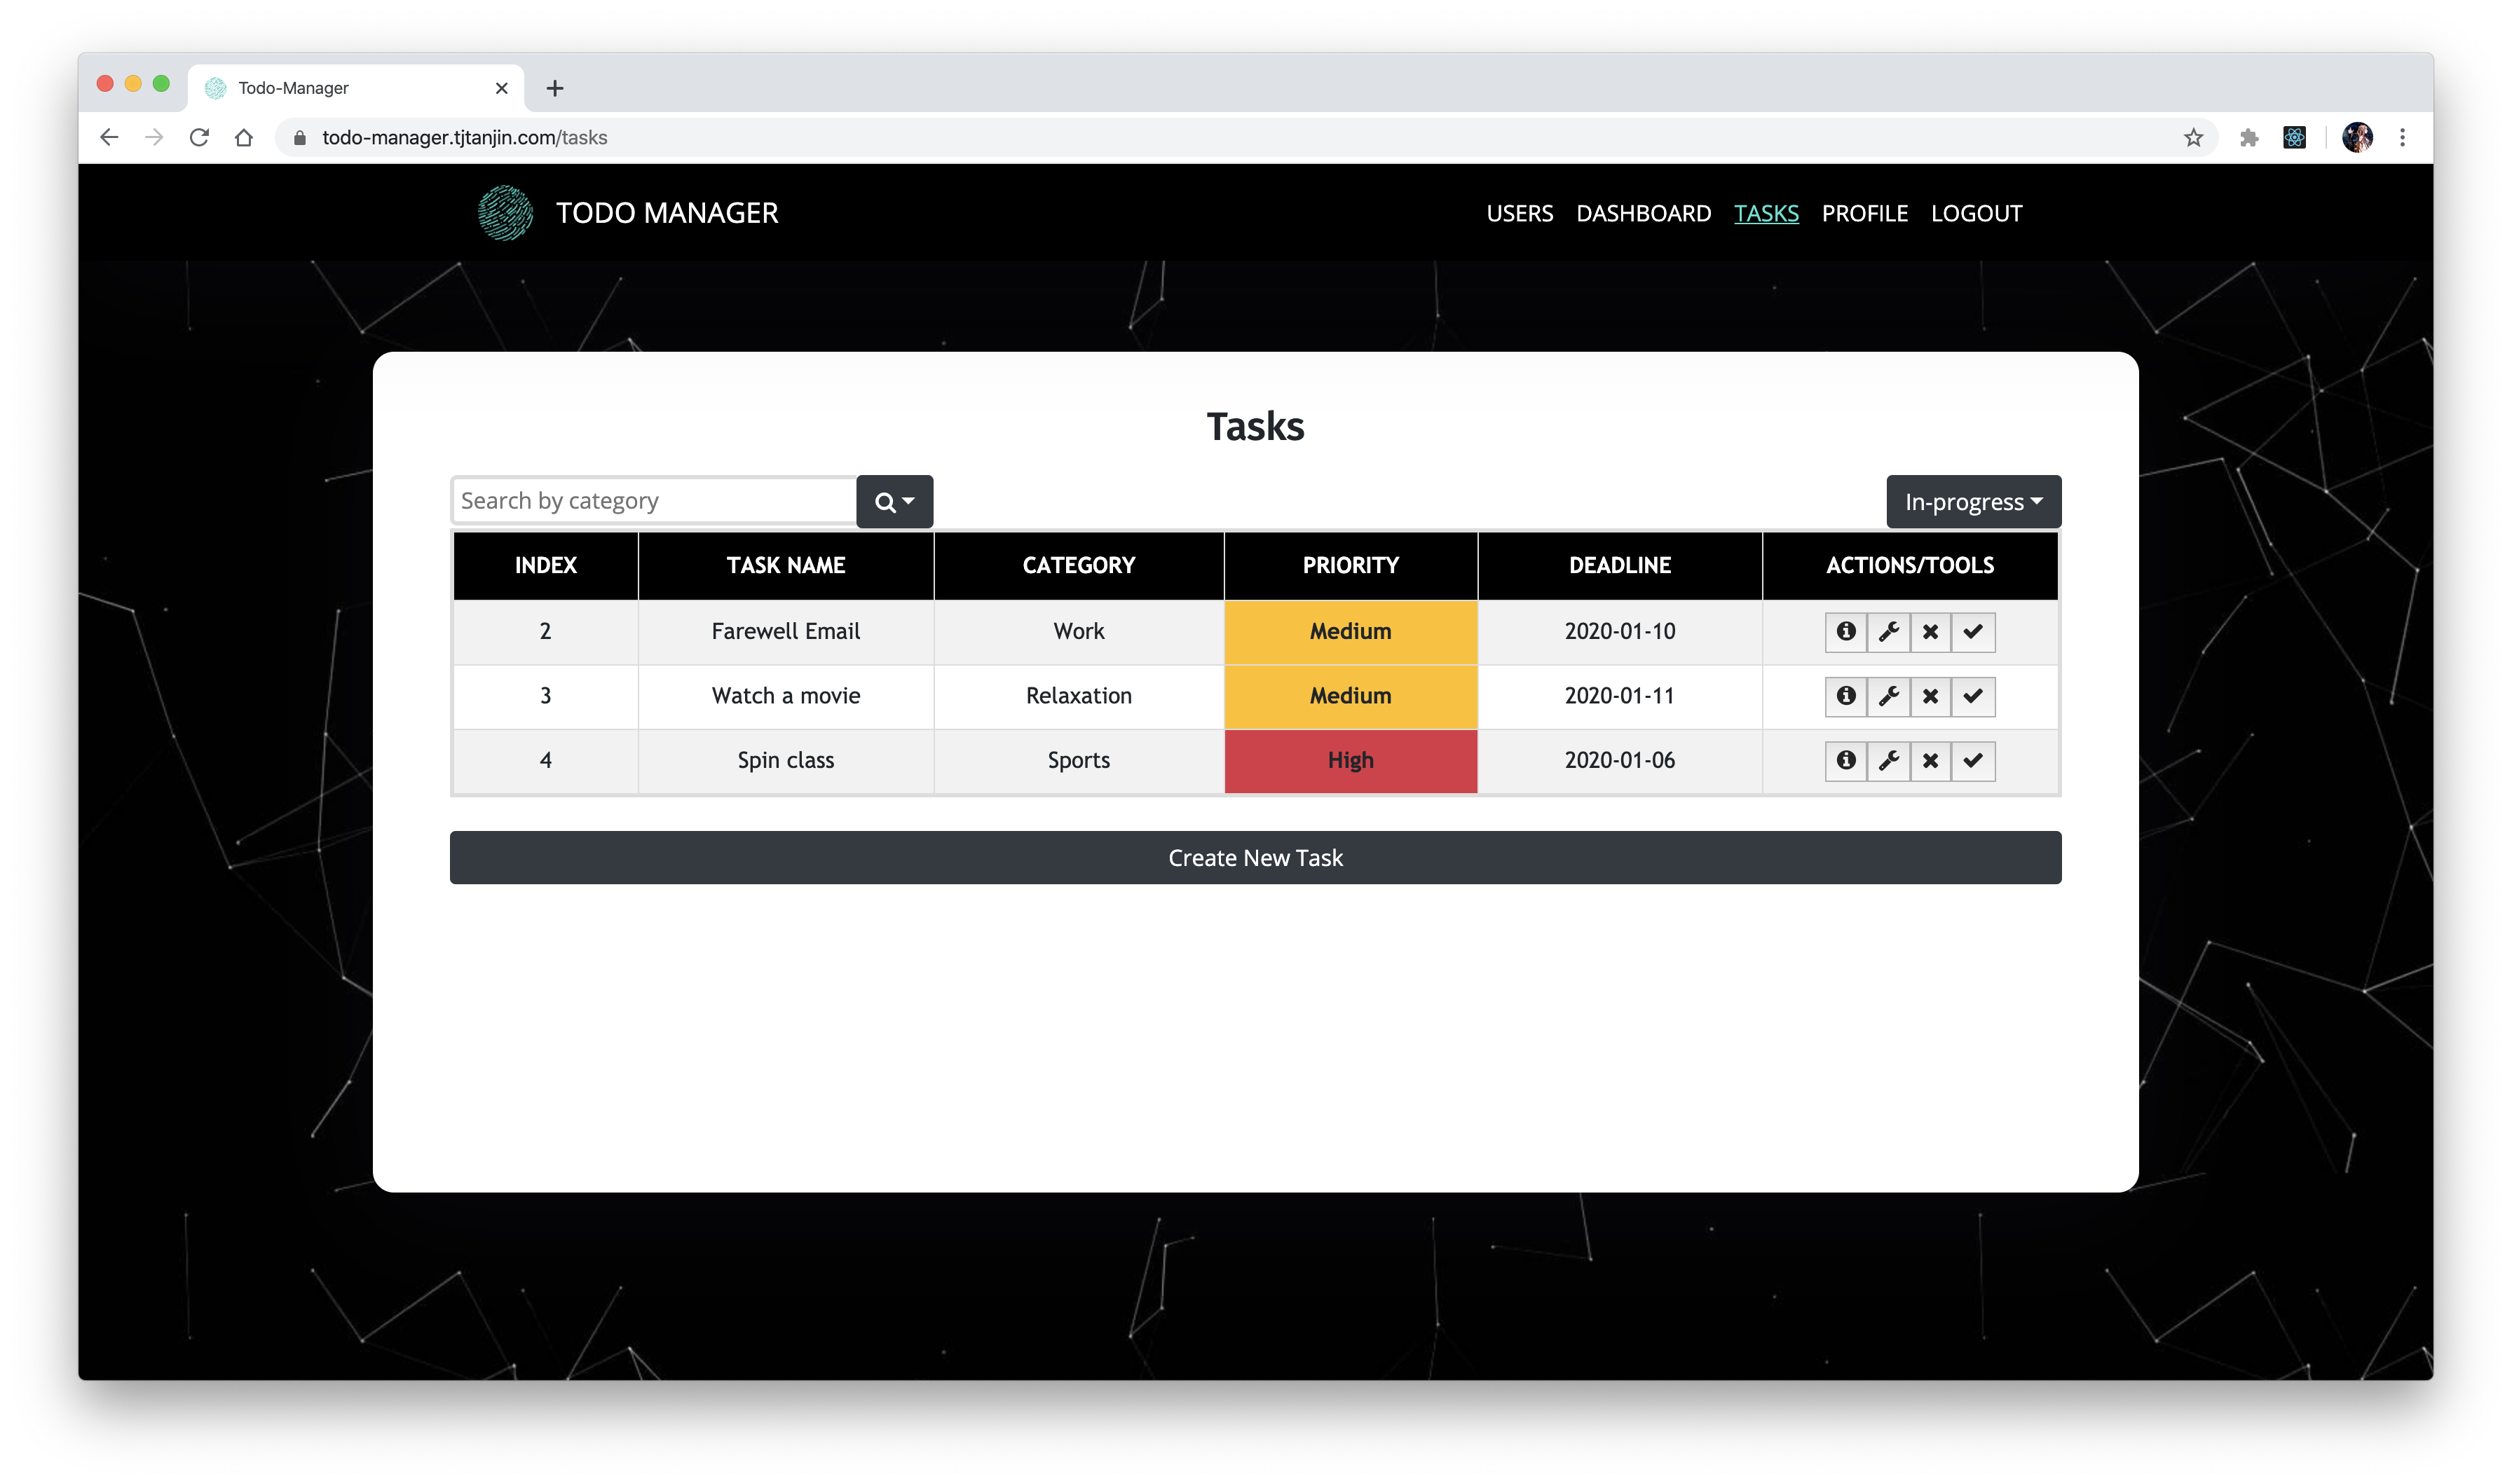 Todo-Manager
todo-manager.tjtanjin.com/tasks
TODO MANAGER
USERS DASHBOARD TASKS PROFILE LOGOUT
Tasks
Search by category
In-progress
INDEX TASK NAME CATEGORY PRIORITY DEADLINE ACTIONS/TOOLS
2 Farewell Email Work Medium 2020-01-10
3 Watch a movie Relaxation Medium 2020-01-11
4 Spin class Sports High 2020-01-06
Create New Task